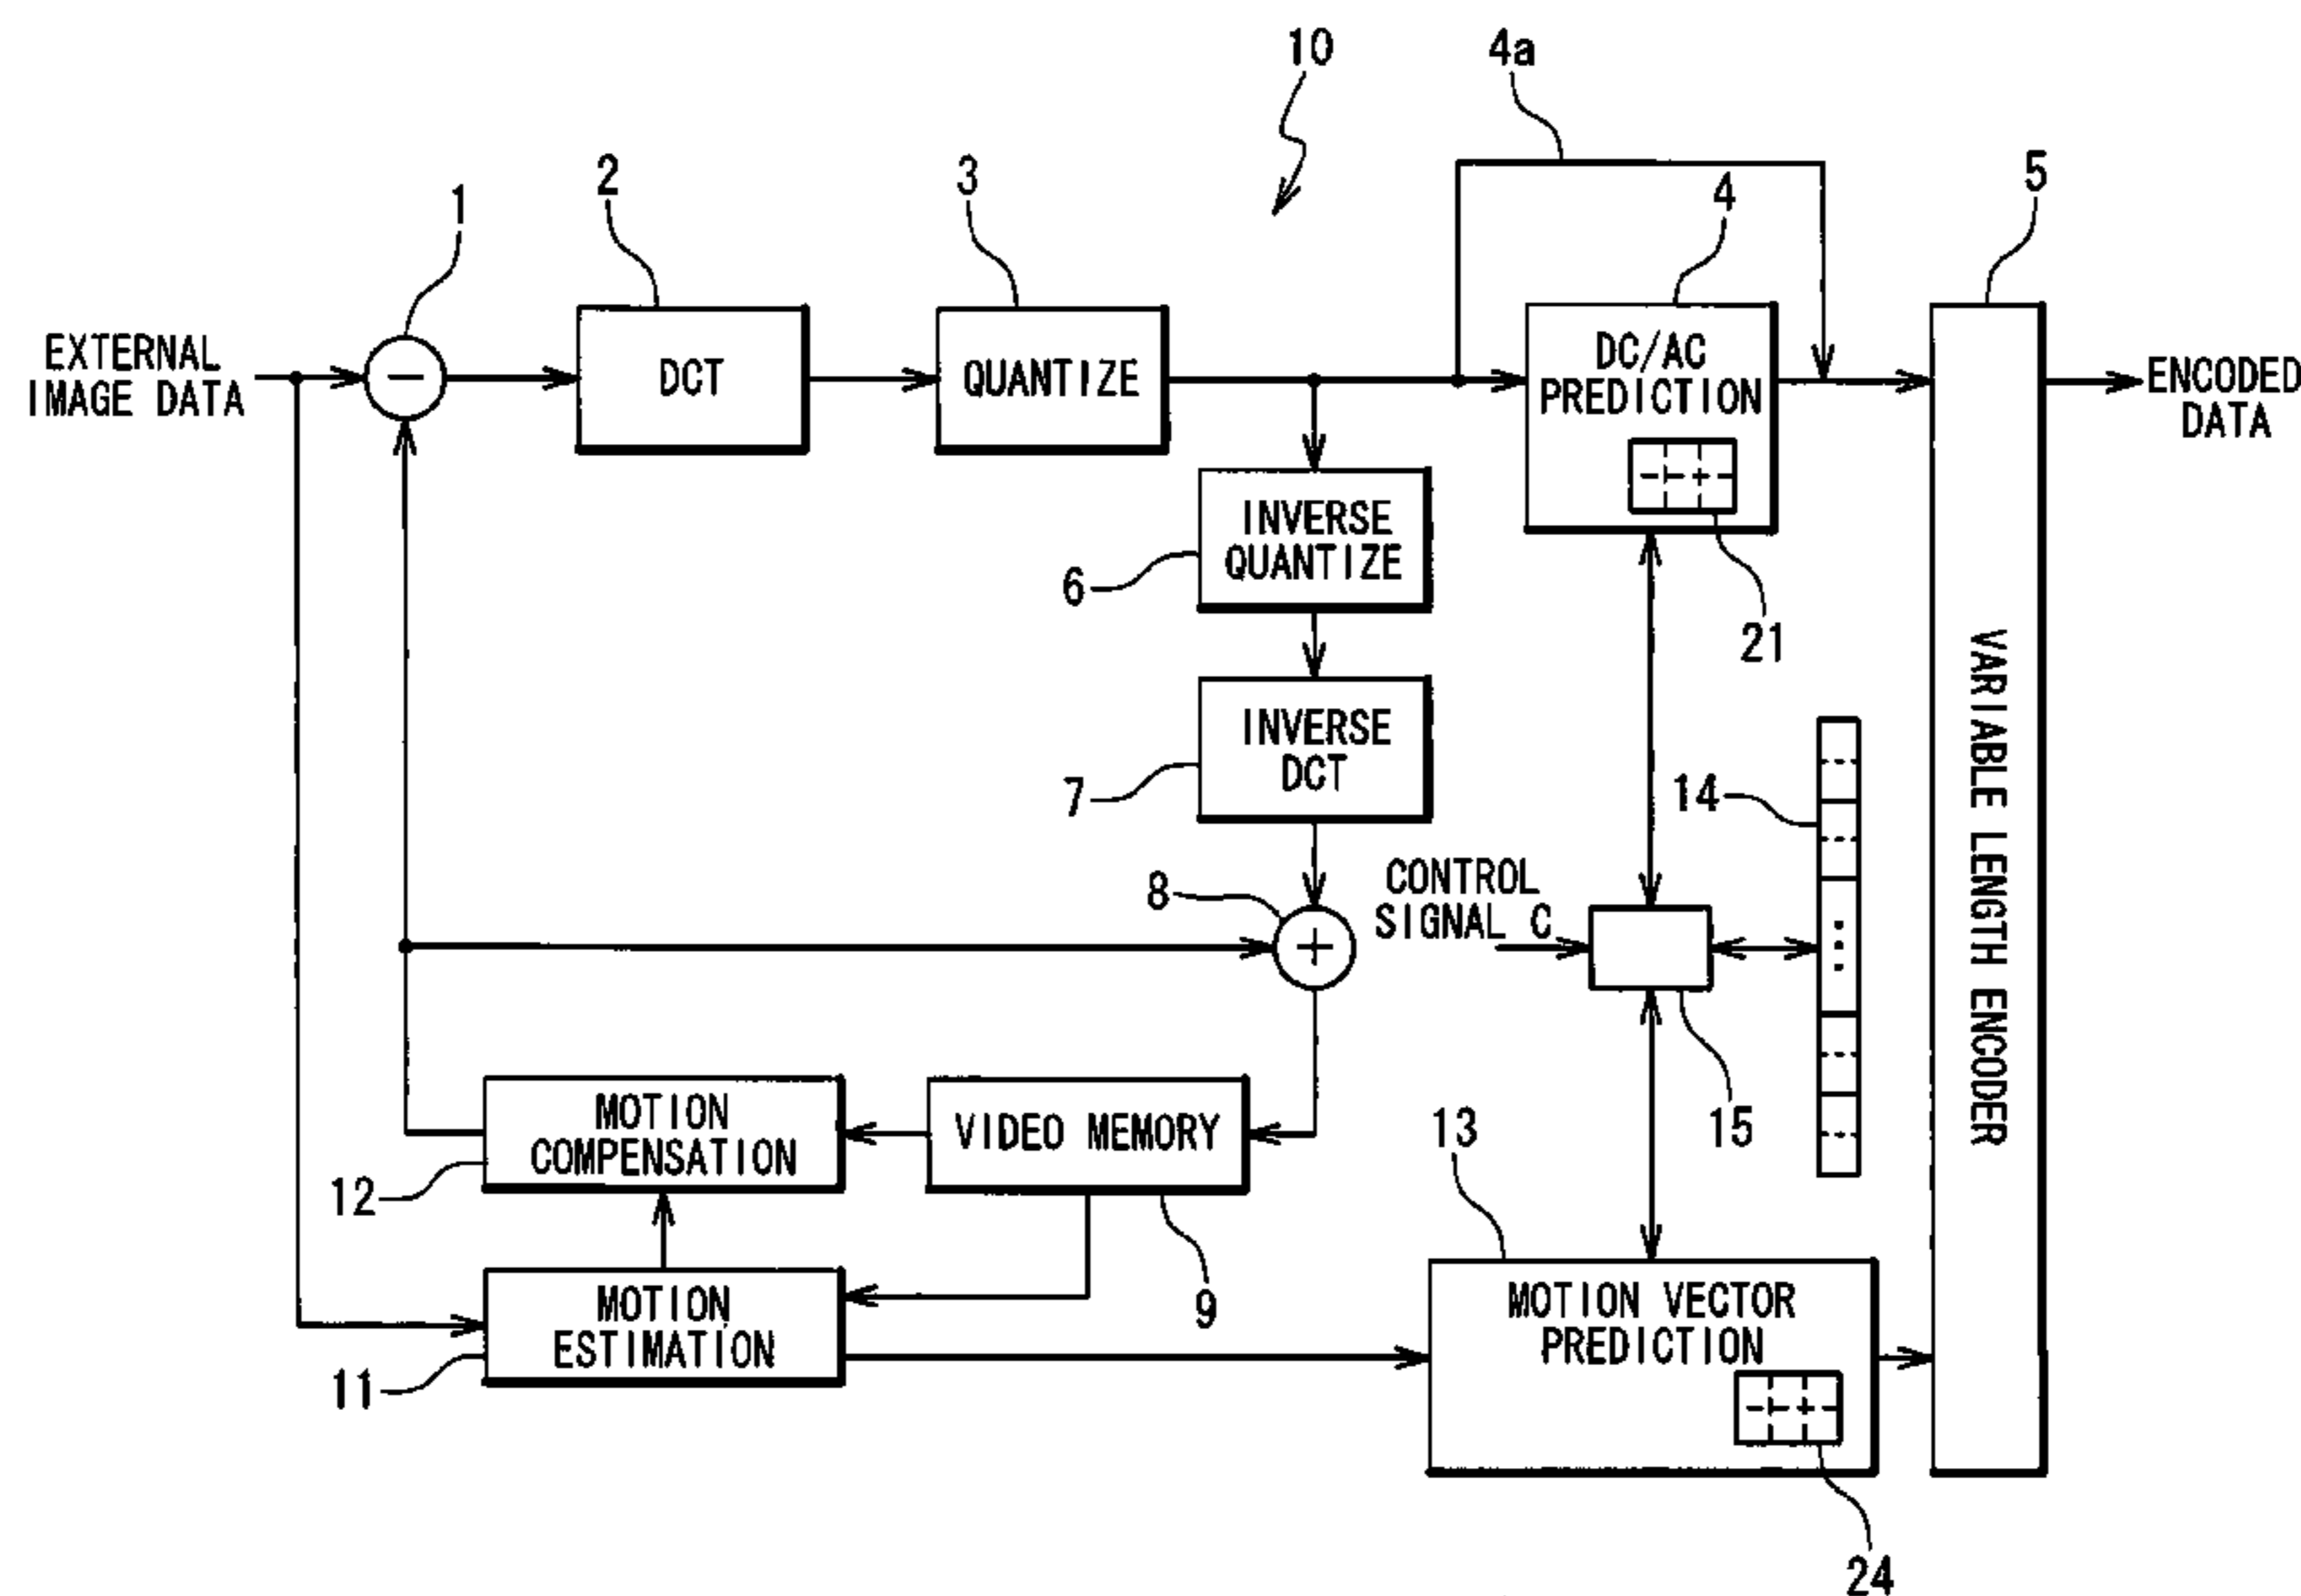 10
4a
1
2
3
4
5
EXTERNAL
IMAGE DATA
−
DCT
QUANTIZE
DC/AC
PREDICTION
ENCODED
DATA
21
INVERSE
QUANTIZE
6
INVERSE
DCT
7
14
VARIABLE LENGTH ENCODER
8
+
CONTROL
SIGNAL C
15
MOTION
COMPENSATION
12
VIDEO MEMORY
9
13
MOTION
ESTIMATION
11
MOTION VECTOR
PREDICTION
24